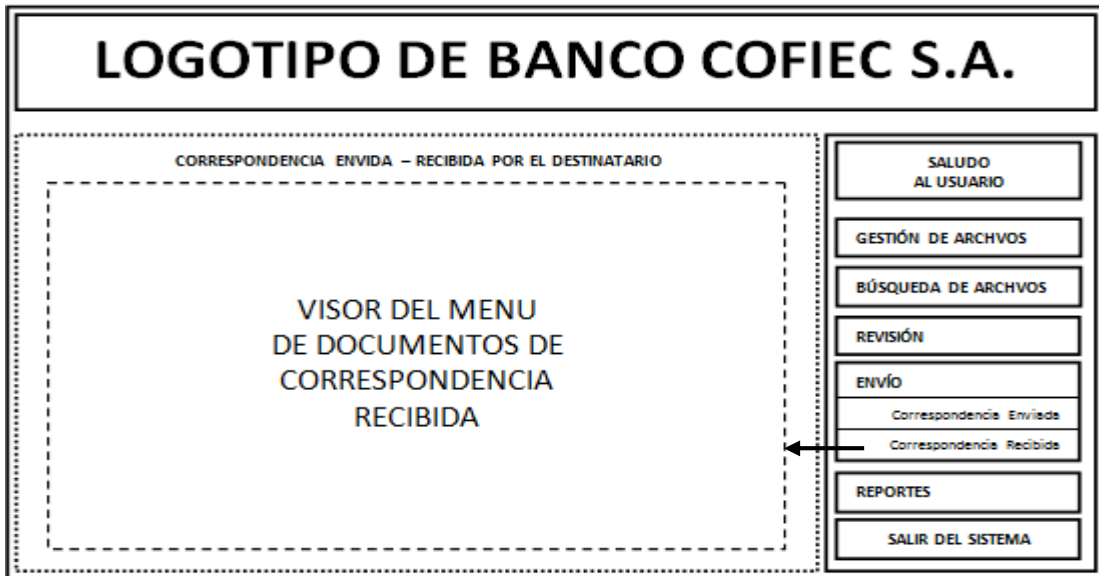 LOGOTIPO DE BANCO COFIEC S.A.
CORRESPONDENCIA ENVIDA – RECIBIDA POR EL DESTINATARIO
VISOR DEL MENU
DE DOCUMENTOS DE
CORRESPONDENCIA
RECIBIDA
SALUDO
AL USUARIO
GESTIÓN DE ARCHVOS
BÚSQUEDA DE ARCHVOS
REVISIÓN
ENVÍO
Correspondencia Enviada
Correspondencia Recibida
REPORTES
SALIR DEL SISTEMA